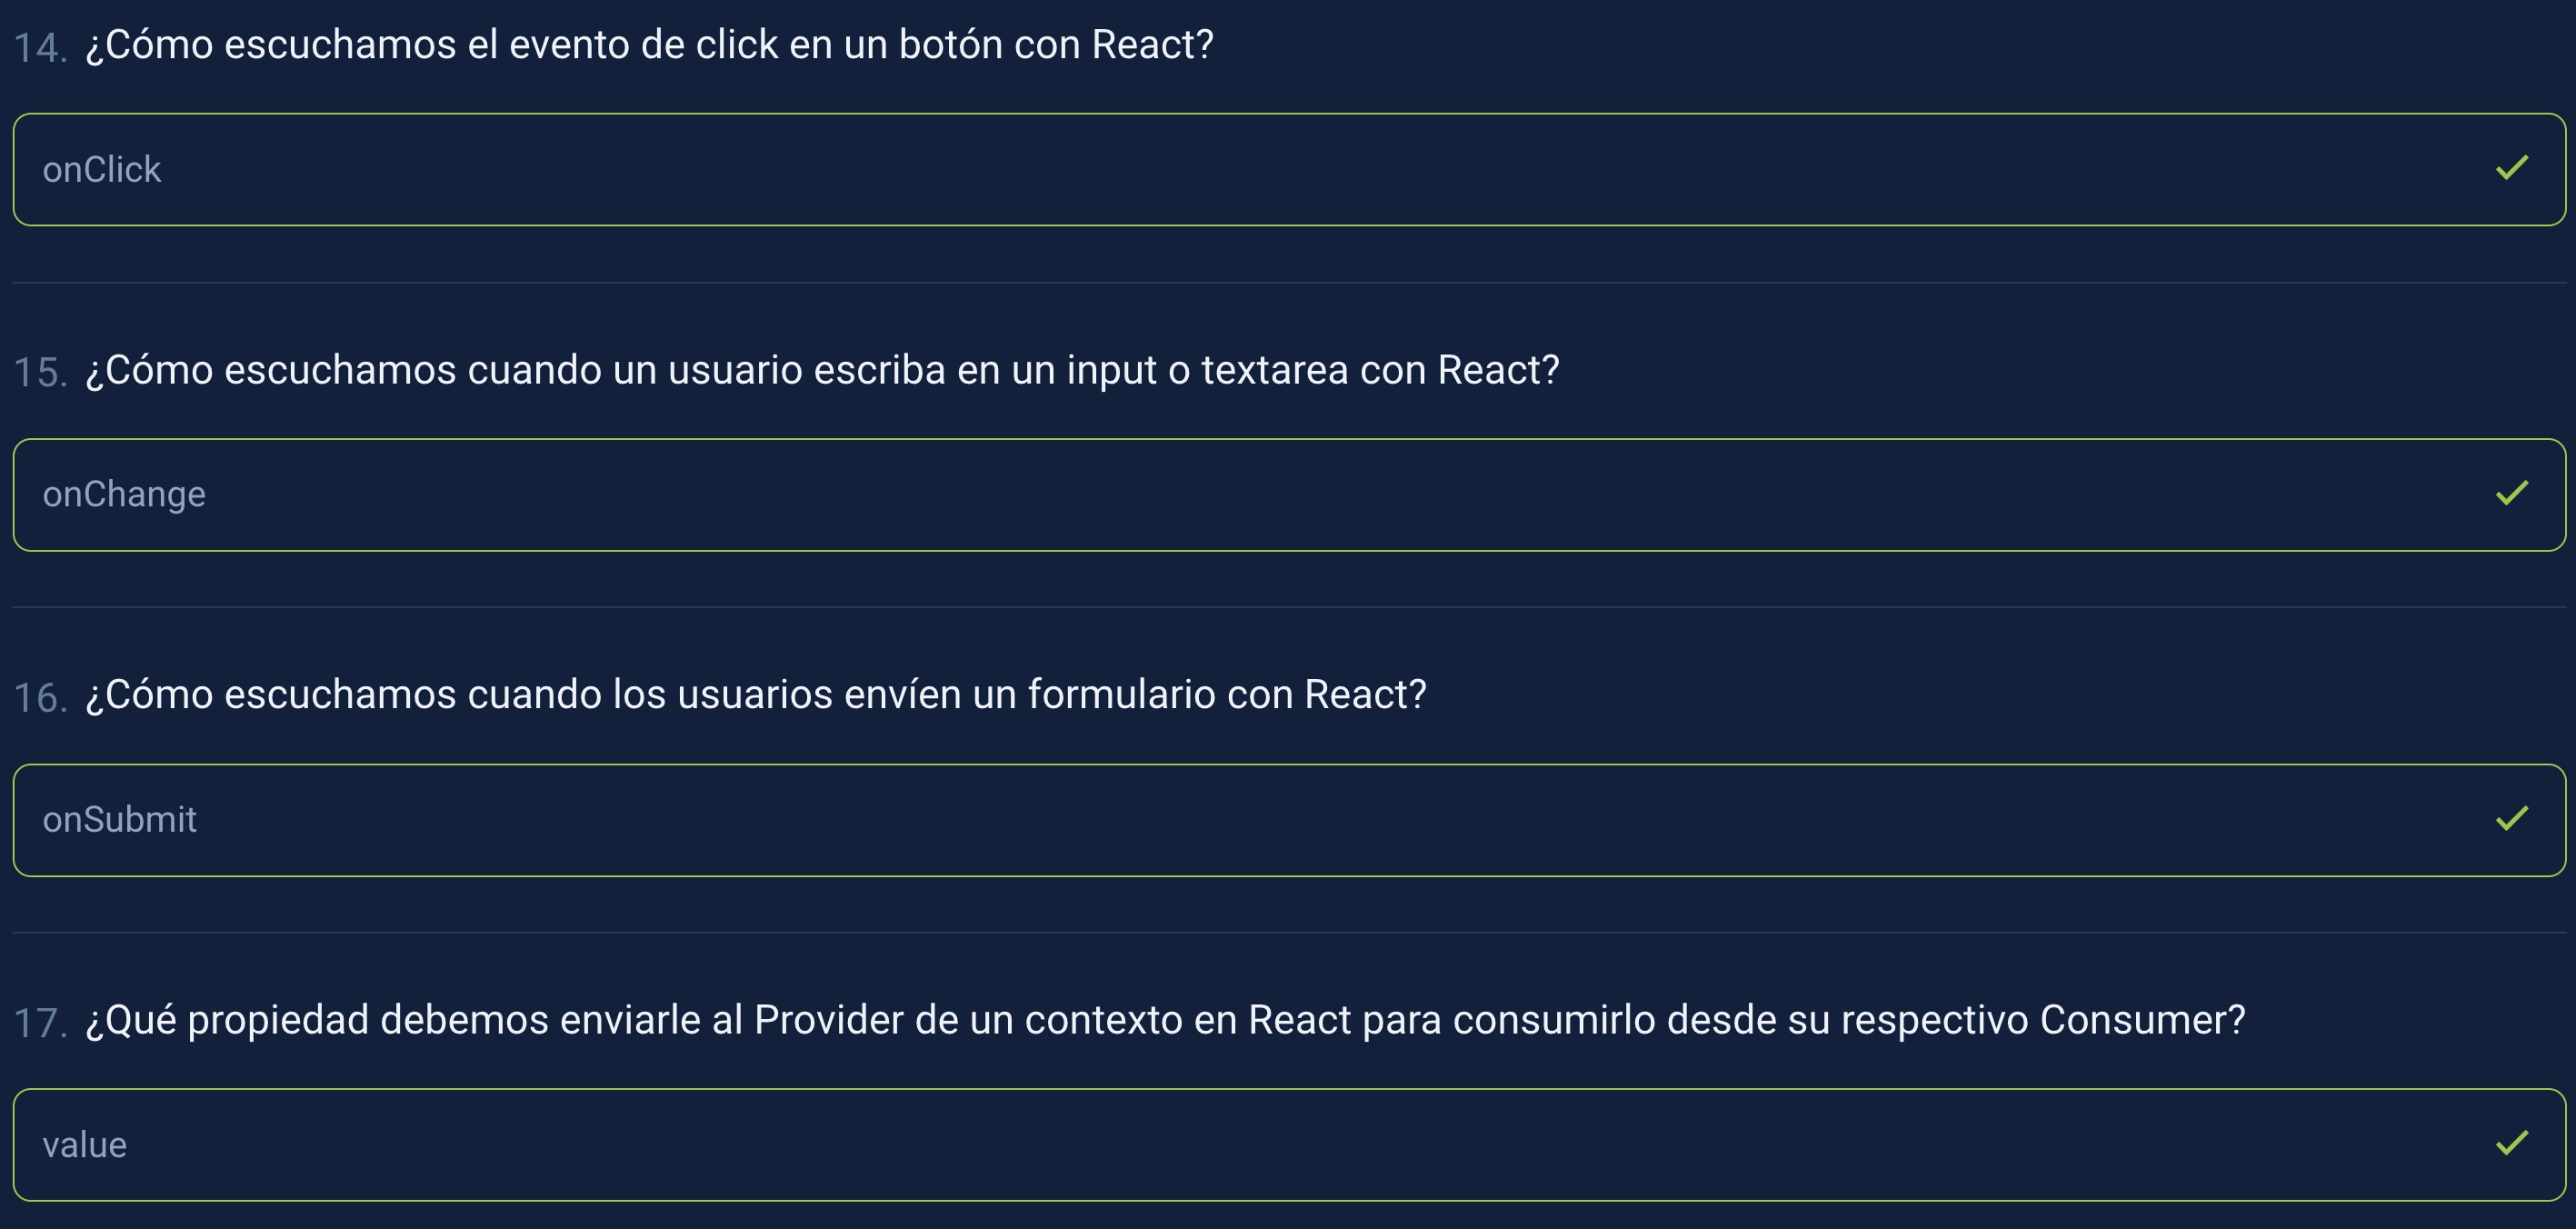 14. ¿Cómo escuchamos el evento de click en un botón con React?
onClick
15. ¿Cómo escuchamos cuando un usuario escriba en un input o textarea con React?
onChange
16. ¿Cómo escuchamos cuando los usuarios envíen un formulario con React?
onSubmit
17. ¿Qué propiedad debemos enviarle al Provider de un contexto en React para consumirlo desde su respectivo Consumer?
value